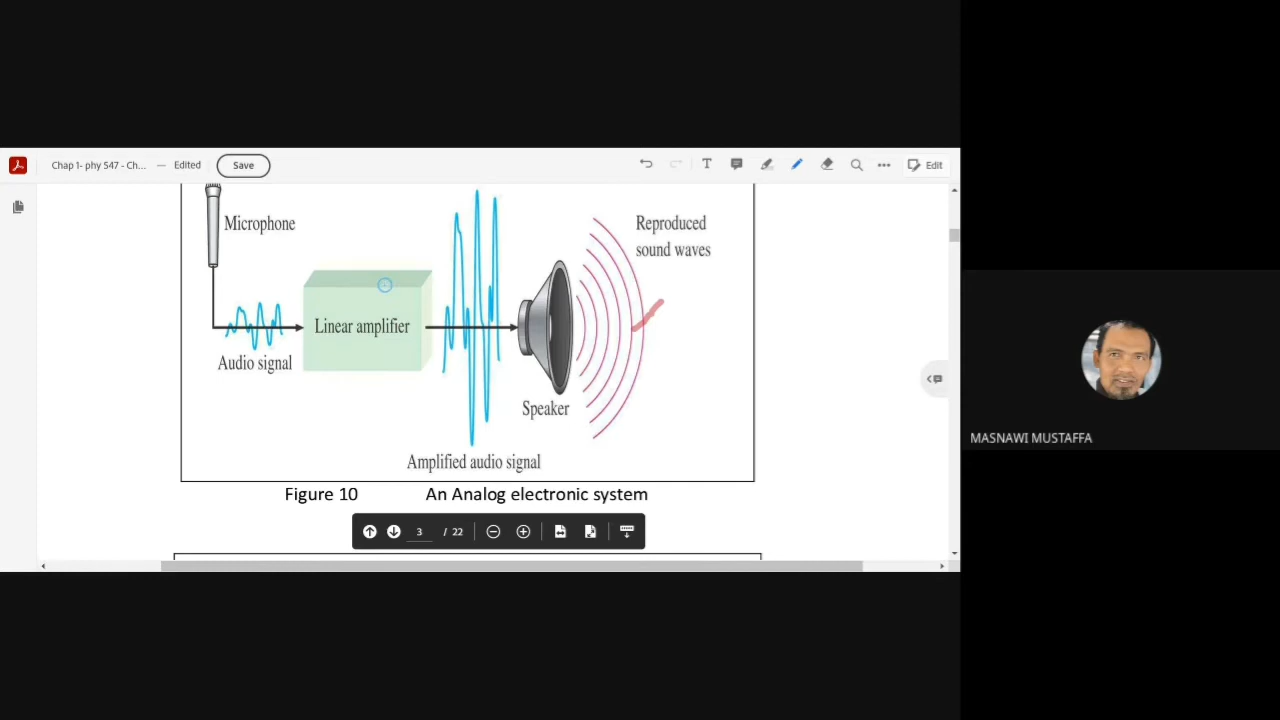 Chap 1- phy 547 - Ch... — Edited Save T Edit
Microphone
Reproduced
sound waves
Linear amplifier
Audio signal
Speaker
Amplified audio signal
Figure 10 An Analog electronic system
3 / 22
MASNAWI MUSTAFFA